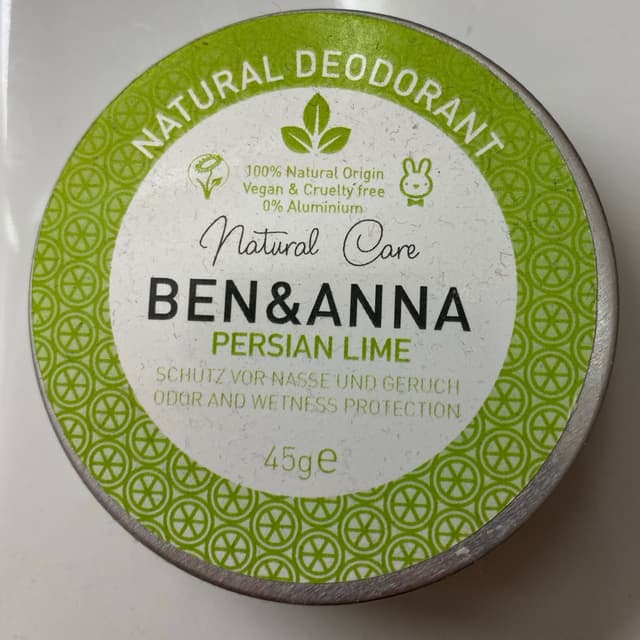 NATURAL DEODORANT
100% Natural Origin
Vegan & Cruelty free
0% Aluminium
Natural Care
BEN&ANNA
PERSIAN LIME
SCHUTZ VOR NÄSSE UND GERUCH
ODOR AND WETNESS PROTECTION
45g℮